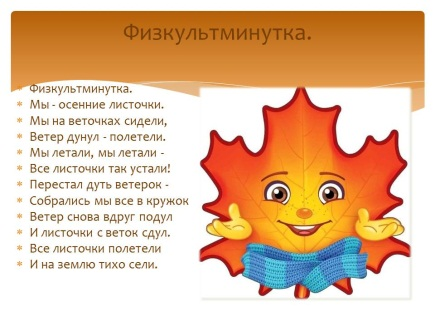 Физкультминутка.
Физкультминутка.
Мы - осенние листочки.
Мы на веточках сидели,
Ветер дунул - полетели.
Мы летали, мы летали -
Все листочки так устали!
Перестал дуть ветерок -
Собрались мы все в кружок
Ветер снова вдруг подул
И листочки с веток сдул.
Все листочки полетели
И на землю тихо сели.